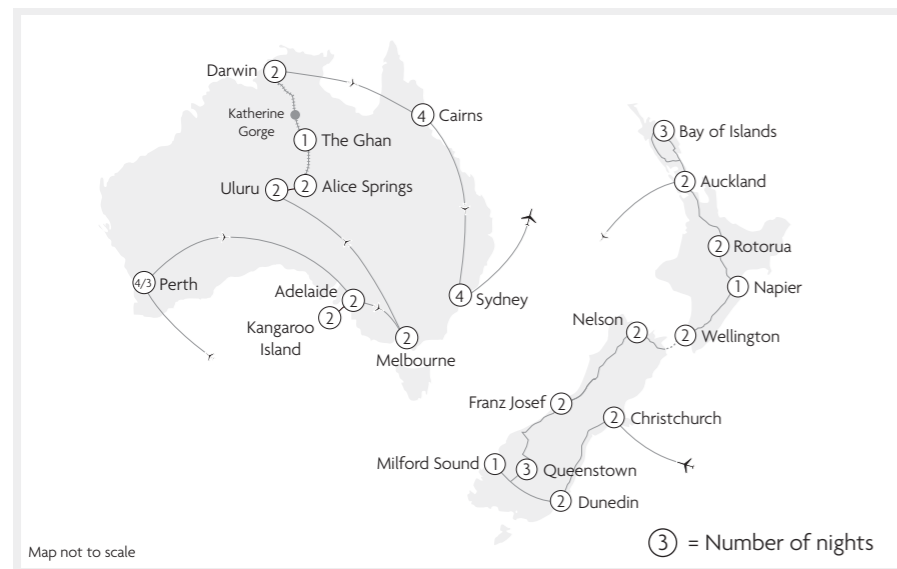 Darwin
2
Katherine
Gorge
4
Cairns
1
The Ghan
Uluru
2
2
Alice Springs
4/3
Perth
Adelaide
2
Kangaroo
Island
2
2
Melbourne
4
Sydney
3
Bay of Islands
2
Auckland
2
Rotorua
1
Napier
Nelson
2
2
Wellington
Franz Josef
2
2
Christchurch
Milford Sound
1
3
Queenstown
2
Dunedin
Map not to scale
3 = Number of nights